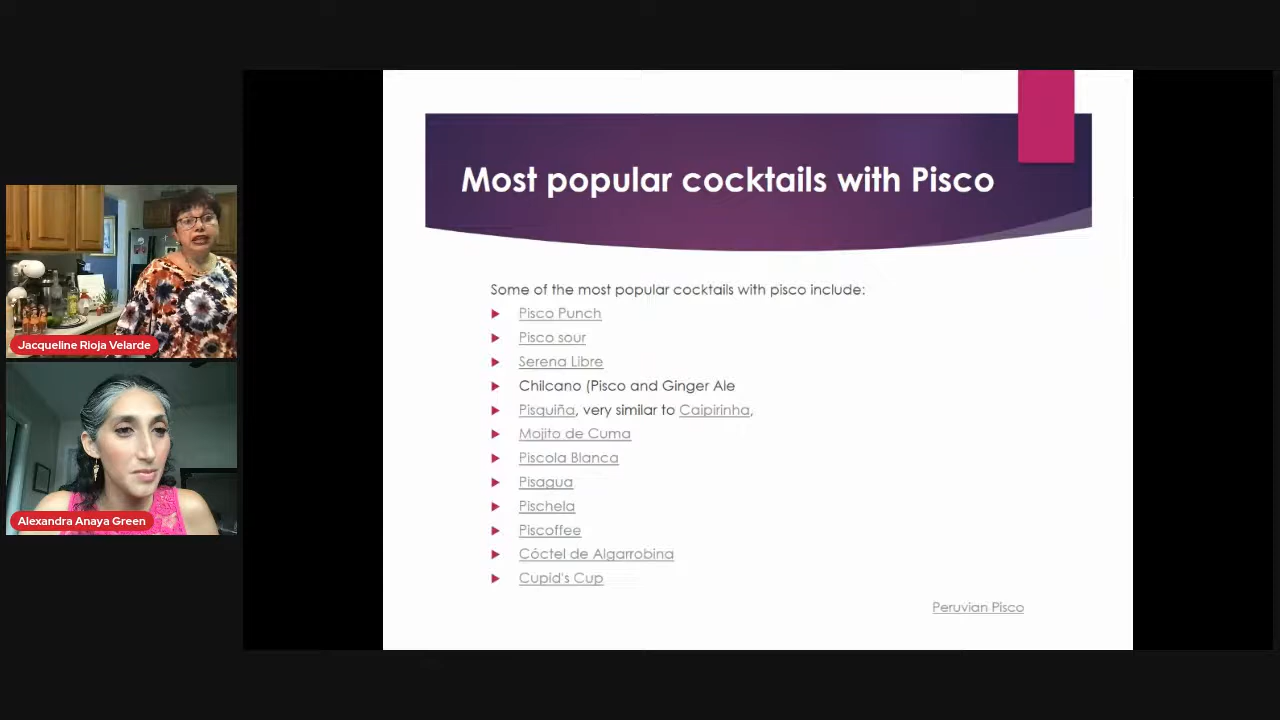 Most popular cocktails with Pisco
Some of the most popular cocktails with pisco include:
Pisco Punch
Pisco sour
Serena Libre
Chilcano (Pisco and Ginger Ale
Pisquiña, very similar to Caipirinha,
Mojito de Cuma
Piscola Blanca
Pisagua
Pischela
Piscoffee
Cóctel de Algarrobina
Cupid's Cup
Peruvian Pisco
Jacqueline Rioja Velarde
Alexandra Anaya Green